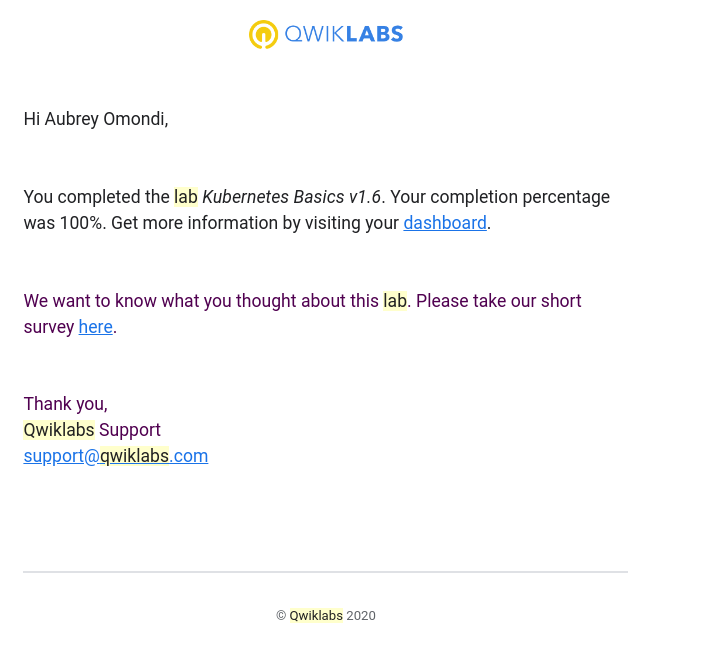 QWIKLABS
Hi Aubrey Omondi,
You completed the lab Kubernetes Basics v1.6. Your completion percentage
was 100%. Get more information by visiting your dashboard.
We want to know what you thought about this lab. Please take our short
survey here.
Thank you,
Qwiklabs Support
support@qwiklabs.com
© Qwiklabs 2020